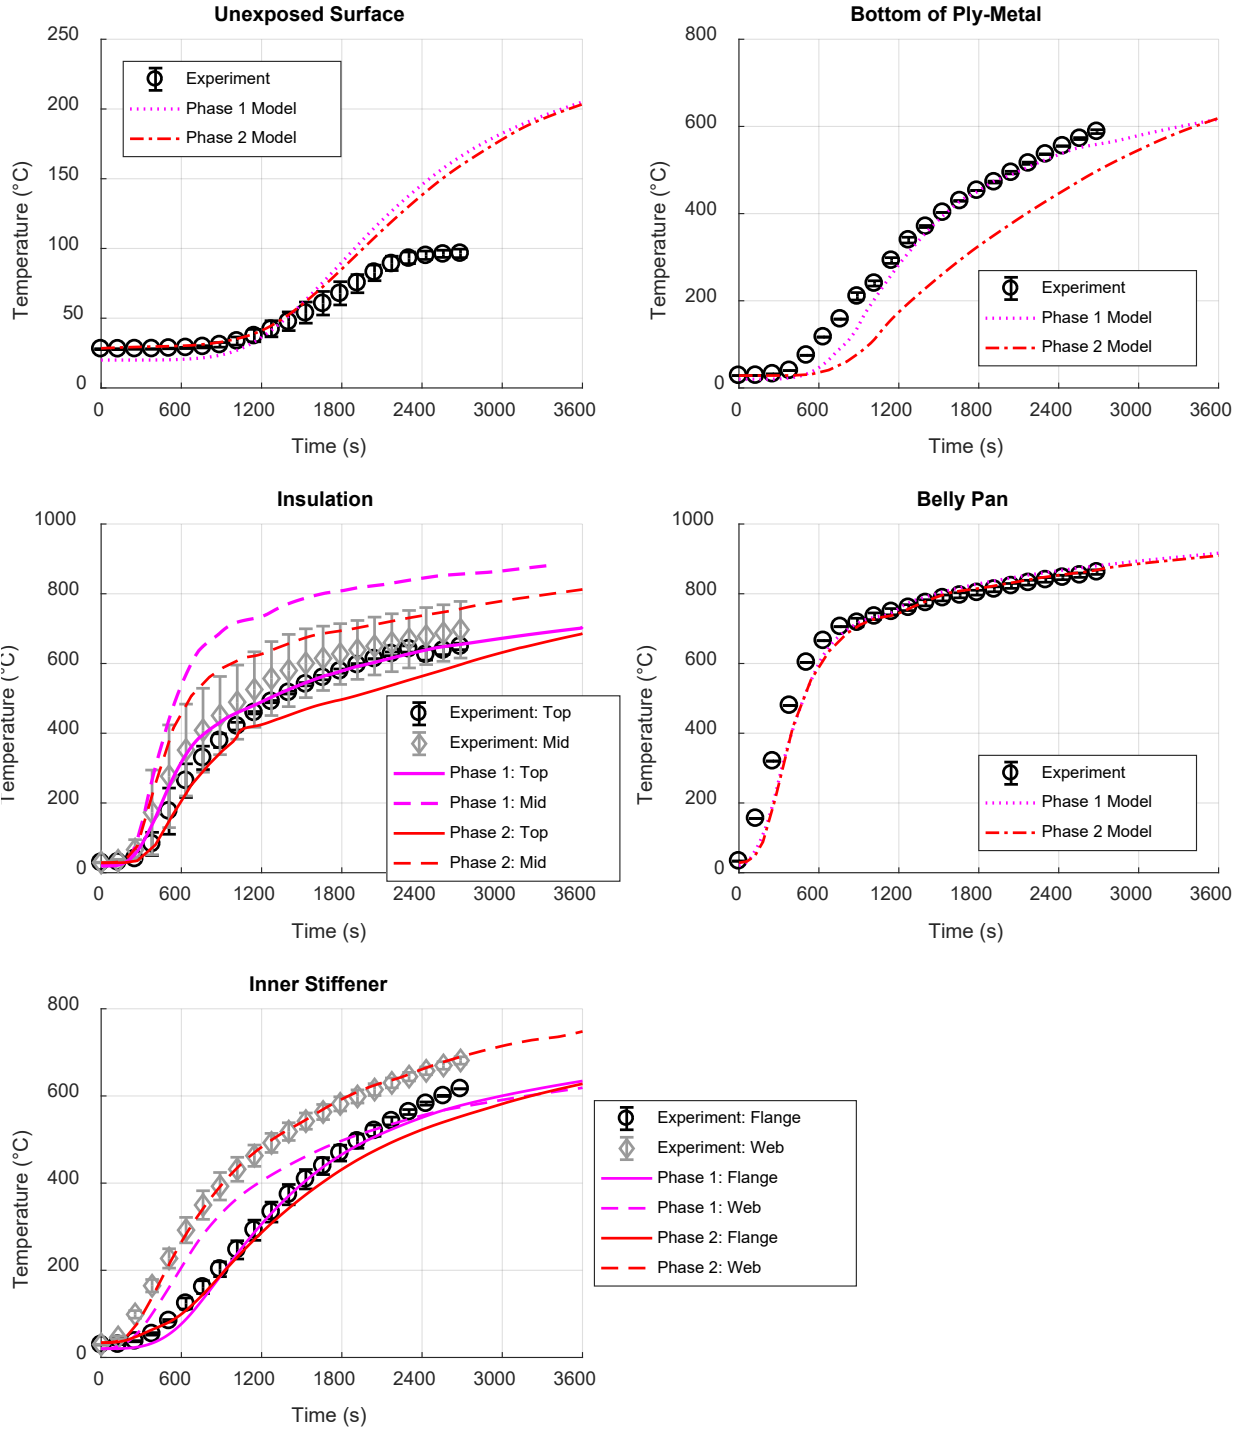 Unexposed Surface
250
200
150
100
50
0
Temperature (°C)
Experiment
Phase 1 Model
Phase 2 Model
0 600 1200 1800 2400 3000 3600
Time (s)
Bottom of Ply-Metal
800
600
400
200
0
Temperature (°C)
Experiment
Phase 1 Model
Phase 2 Model
0 600 1200 1800 2400 3000 3600
Time (s)
Insulation
1000
800
600
400
200
0
Temperature (°C)
Experiment: Top
Experiment: Mid
Phase 1: Top
Phase 1: Mid
Phase 2: Top
Phase 2: Mid
0 600 1200 1800 2400 3000 3600
Time (s)
Belly Pan
1000
800
600
400
200
0
Temperature (°C)
Experiment
Phase 1 Model
Phase 2 Model
0 600 1200 1800 2400 3000 3600
Time (s)
Inner Stiffener
800
600
400
200
0
Temperature (°C)
Experiment: Flange
Experiment: Web
Phase 1: Flange
Phase 1: Web
Phase 2: Flange
Phase 2: Web
0 600 1200 1800 2400 3000 3600
Time (s)